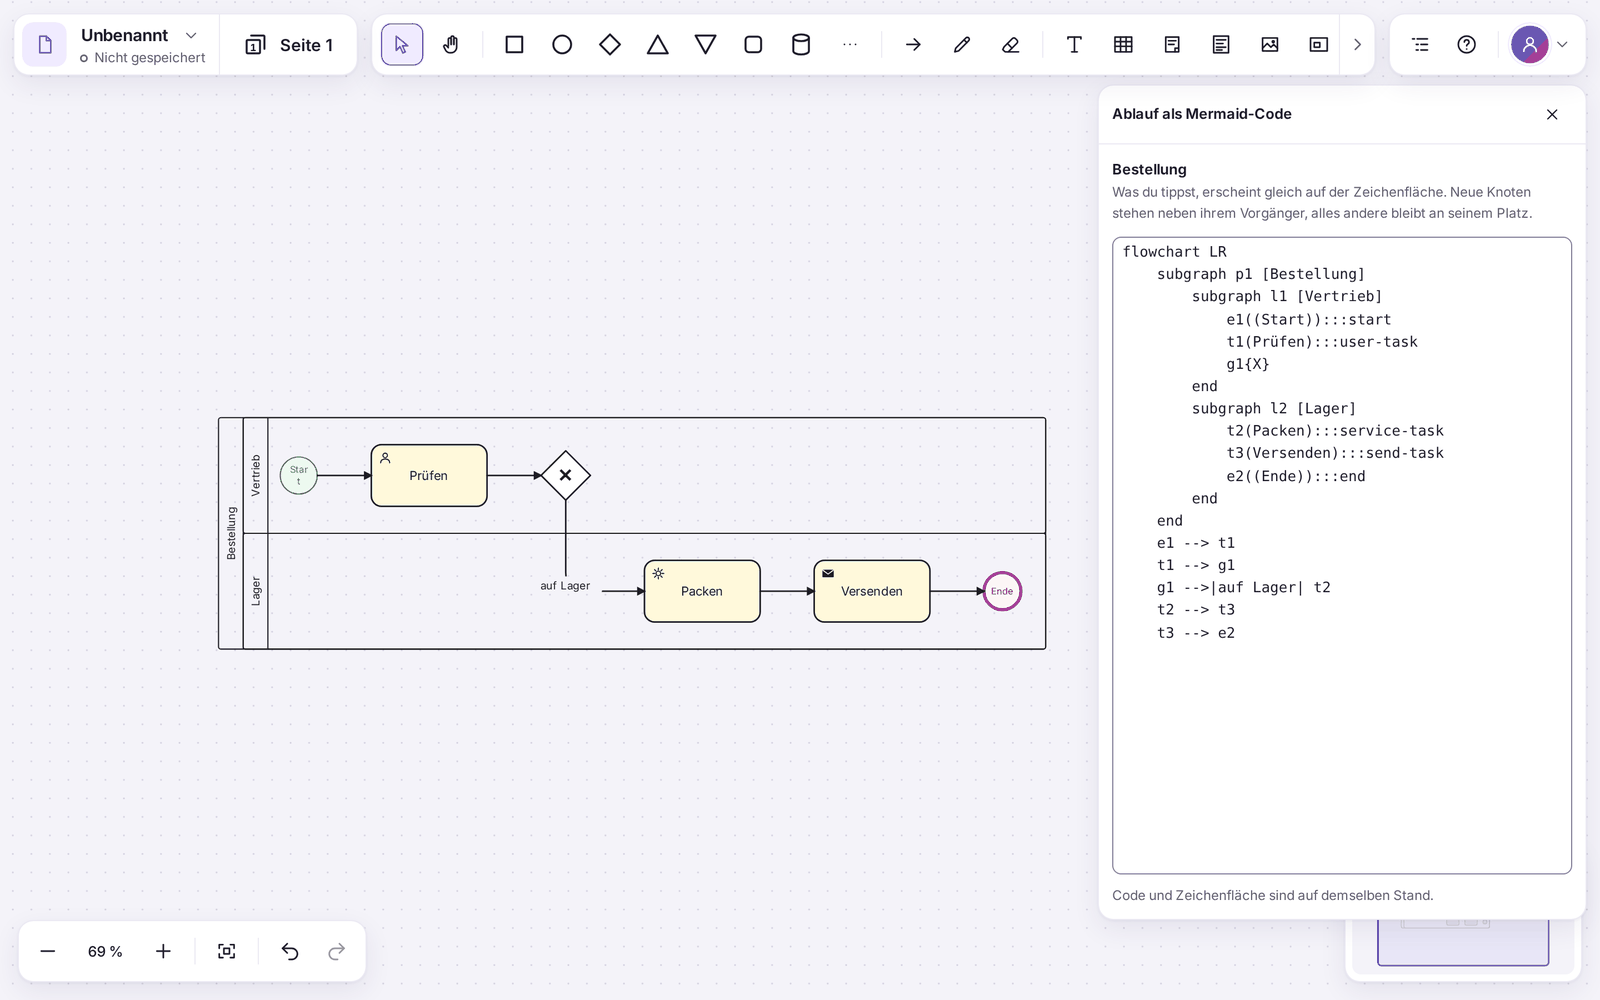 Unbenannt
Nicht gespeichert
1
Seite 1
T
Ablauf als Mermaid-Code
Bestellung
Was du tippst, erscheint gleich auf der Zeichenfläche. Neue Knoten
stehen neben ihrem Vorgänger, alles andere bleibt an seinem Platz.
flowchart LR
subgraph p1 [Bestellung]
subgraph l1 [Vertrieb]
e1((Start)):::start
t1(Prüfen):::user-task
g1{X}
end
subgraph l2 [Lager]
t2(Packen):::service-task
t3(Versenden):::send-task
e2((Ende)):::end
end
end
e1 --> t1
t1 --> g1
g1 -->|auf Lager| t2
t2 --> t3
t3 --> e2
Code und Zeichenfläche sind auf demselben Stand.
Bestellung
Vertrieb
Star
t
Prüfen
Lager
auf Lager
Packen
Versenden
Ende
69 %